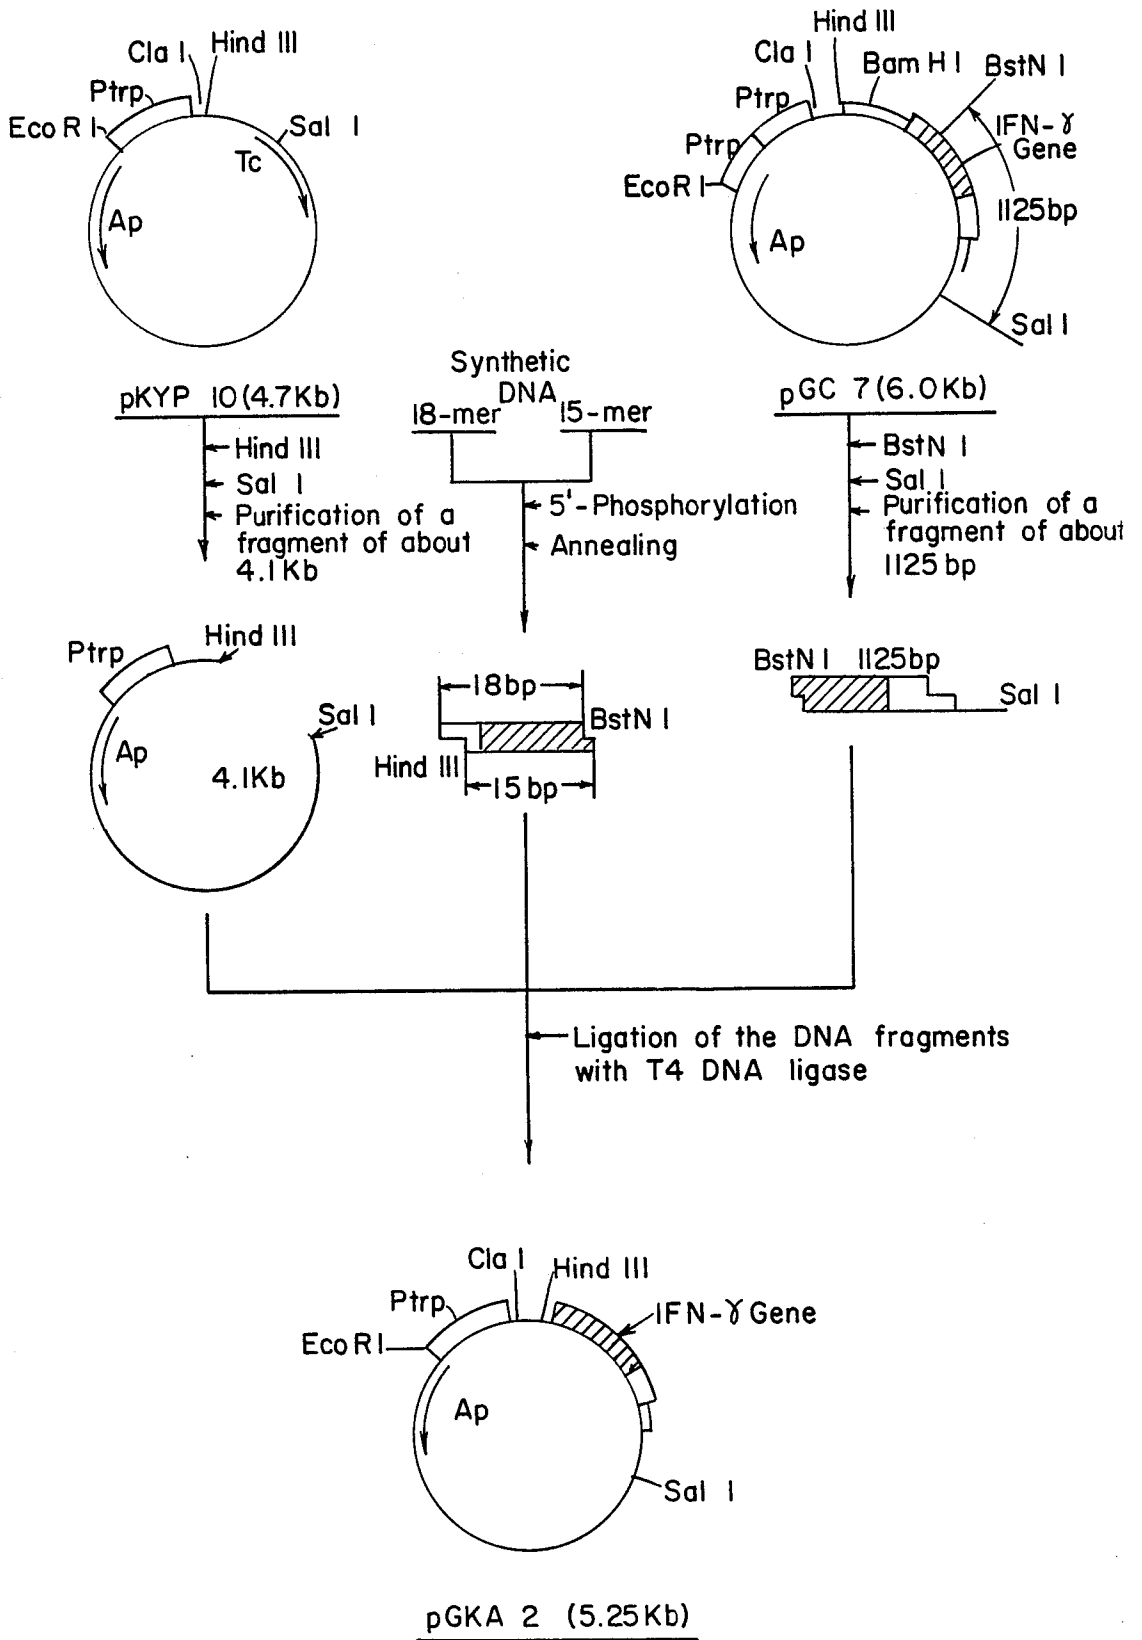 Cla I
Hind III
Ptrp
Eco R I
Sal I
Tc
Ap
Hind III
Cla I
Bam H I
BstN I
Ptrp
IFN-γ
Gene
Ptrp
EcoR I
1125bp
Ap
Sal I
Synthetic
DNA
pKYP 10 (4.7Kb)
18-mer
15-mer
pGC 7 (6.0Kb)
Hind III
Sal I
Purification of a
fragment of about
4.1Kb
5'-Phosphorylation
Annealing
BstN I
Sal I
Purification of a
fragment of about
1125 bp
Hind III
Ptrp
Sal I
Ap
4.1Kb
18bp
BstN I
Hind III
15bp
BstN I 1125bp
Sal I
Ligation of the DNA fragments
with T4 DNA ligase
Cla I
Hind III
Ptrp
IFN-γ Gene
Eco R I
Ap
Sal I
pGKA 2 (5.25Kb)